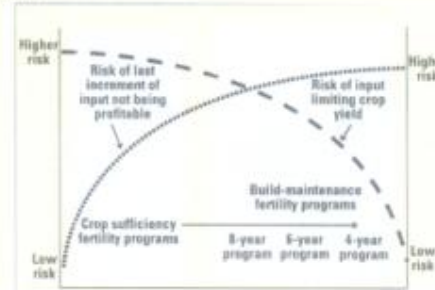 Higher
risk
Risk of last
increment of
input not being
profitable
Risk of input
limiting crop
yield
High
risk
Build-maintenance
fertility programs
Crop sufficiency
fertility programs
8-year
program
6-year
program
4-year
program
Low
risk
Low
risk